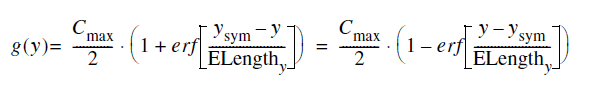 g(y)= C_max/2 · (1 + erf[(y_sym – y)/ELength_y]) = C_max/2 · (1 – erf[(y – y_sym)/ELength_y])